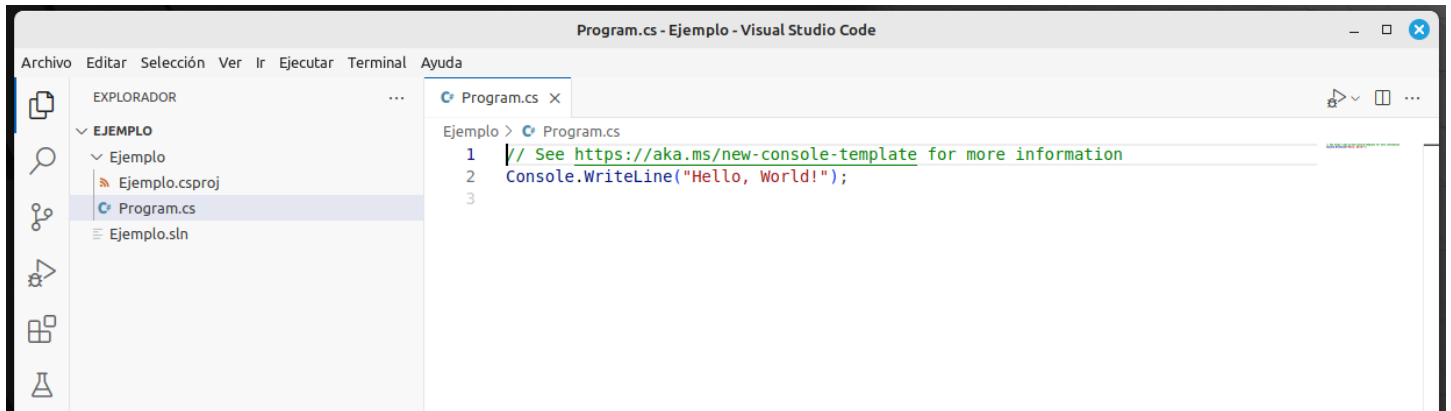 Program.cs - Ejemplo - Visual Studio Code
Archivo Editar Selección Ver Ir Ejecutar Terminal Ayuda
EXPLORADOR
EJEMPLO
Ejemplo
Ejemplo.csproj
Program.cs
Ejemplo.sln
Program.cs
Ejemplo > Program.cs
1 // See https://aka.ms/new-console-template for more information
2 Console.WriteLine("Hello, World!");
3